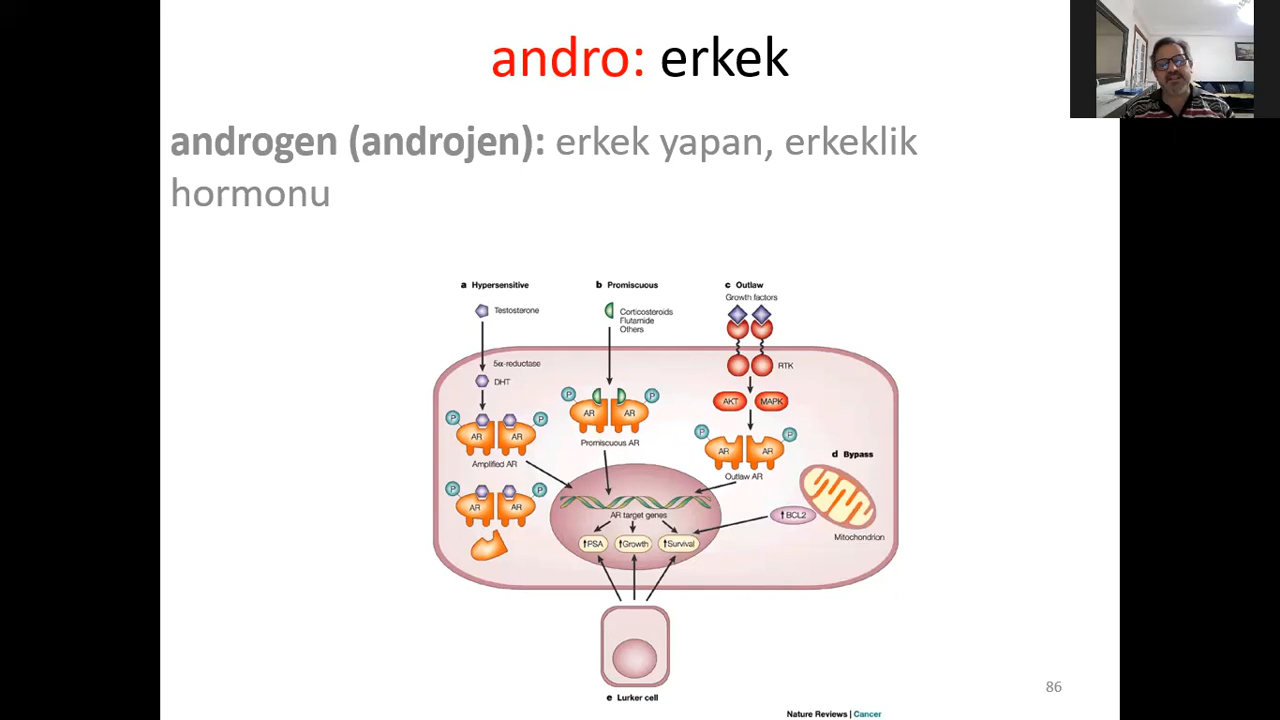 andro: erkek
androgen (androjen): erkek yapan, erkeklik
hormonu
a Hypersensitive
Testosterone
5α-reductase
DHT
P
P
AR
AR
Amplified AR
P
P
AR
AR
b Promiscuous
Corticosteroids
Flutamide
Others
P
P
AR
AR
Promiscuous AR
c Outlaw
Growth factors
RTK
AKT
MAPK
P
P
AR
AR
Outlaw AR
d Bypass
↑BCL2
Mitochondrion
AR target genes
↑PSA
↑Growth
↑Survival
e Lurker cell
86
Nature Reviews | Cancer